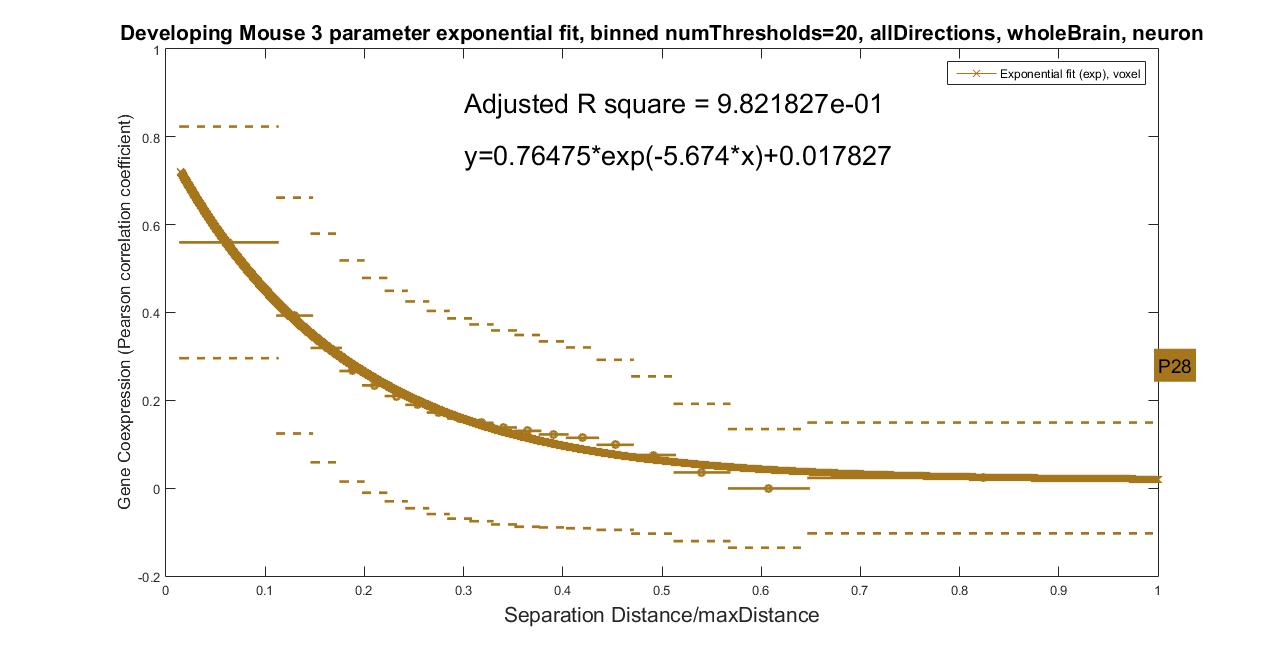 Developing Mouse 3 parameter exponential fit, binned numThresholds=20, allDirections, wholeBrain, neuron
Exponential fit (exp), voxel
Adjusted R square = 9.821827e-01
y=0.76475*exp(-5.674*x)+0.017827
Gene Coexpression (Pearson correlation coefficient)
1
0.8
0.6
0.4
0.2
0
-0.2
P28
0
0.1
0.2
0.3
0.4
0.5
0.6
0.7
0.8
0.9
1
Separation Distance/maxDistance